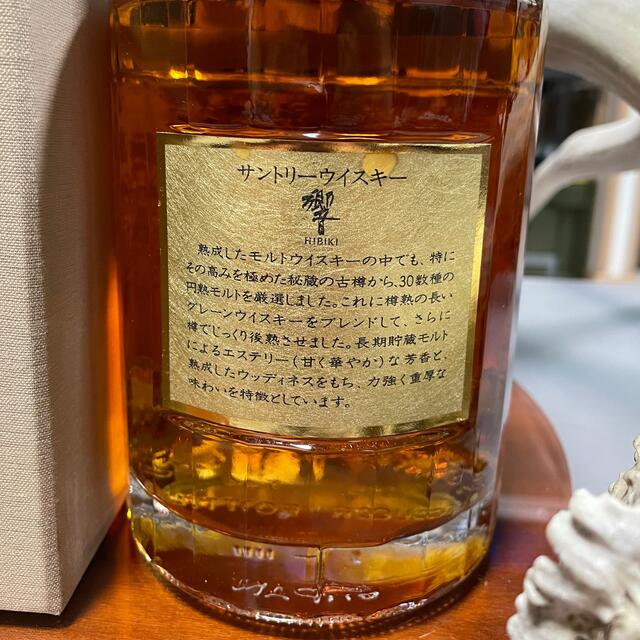 サントリーウイスキー
響
HIBIKI
熟成したモルトウイスキーの中でも、特に
その高みを極めた秘蔵の古樽から、30数種の
円熟モルトを厳選しました。これに樽熟の長い
グレーンウイスキーをブレンドして、さらに
樽でじっくり後熟させました。長期貯蔵モルト
によるエステリー(甘く華やか)な芳香と、
熟成したウッディネスをもち、力強く重厚な
味わいを特徴としています。